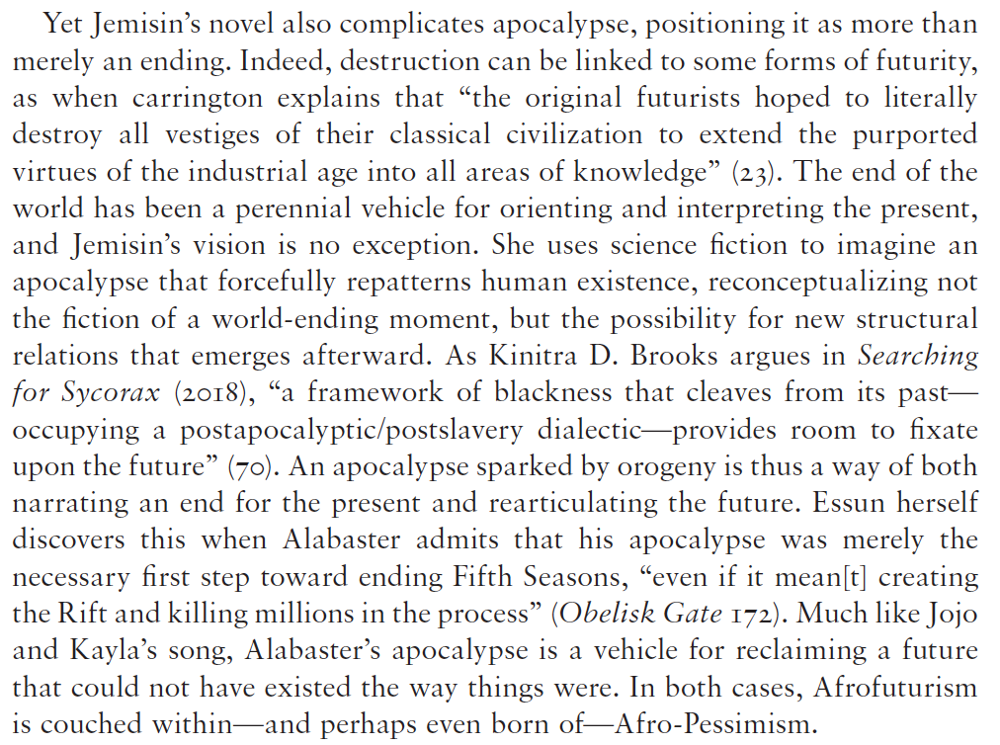 Yet Jemisin’s novel also complicates apocalypse, positioning it as more than
merely an ending. Indeed, destruction can be linked to some forms of futurity,
as when carrington explains that “the original futurists hoped to literally
destroy all vestiges of their classical civilization to extend the purported
virtues of the industrial age into all areas of knowledge” (23). The end of the
world has been a perennial vehicle for orienting and interpreting the present,
and Jemisin’s vision is no exception. She uses science fiction to imagine an
apocalypse that forcefully repatterns human existence, reconceptualizing not
the fiction of a world-ending moment, but the possibility for new structural
relations that emerges afterward. As Kinitra D. Brooks argues in Searching
for Sycorax (2018), “a framework of blackness that cleaves from its past—
occupying a postapocalyptic/postslavery dialectic—provides room to fixate
upon the future” (70). An apocalypse sparked by orogeny is thus a way of both
narrating an end for the present and rearticulating the future. Essun herself
discovers this when Alabaster admits that his apocalypse was merely the
necessary first step toward ending Fifth Seasons, “even if it mean[t] creating
the Rift and killing millions in the process” (Obelisk Gate 172). Much like Jojo
and Kayla’s song, Alabaster’s apocalypse is a vehicle for reclaiming a future
that could not have existed the way things were. In both cases, Afrofuturism
is couched within—and perhaps even born of—Afro-Pessimism.